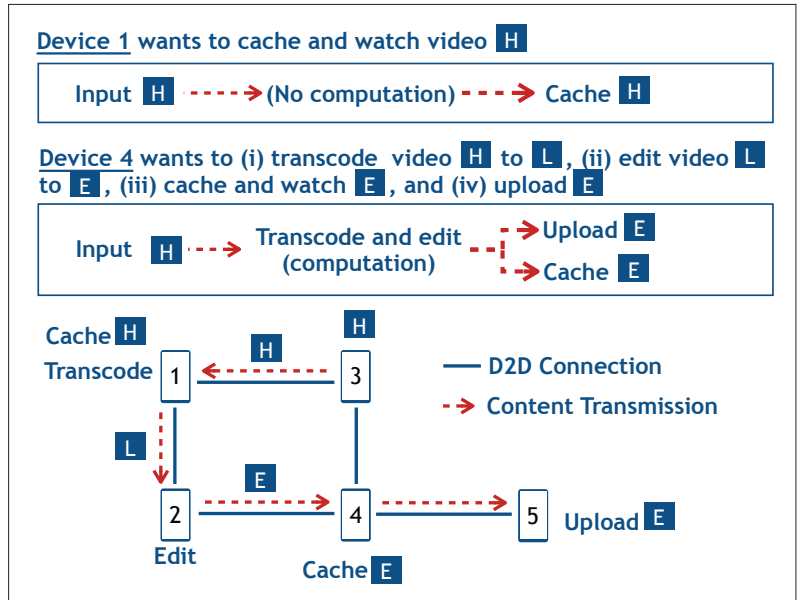 Device 1 wants to cache and watch video H
Input H (No computation) Cache H
Device 4 wants to (i) transcode video H to L, (ii) edit video L
to E, (iii) cache and watch E, and (iv) upload E
Input H Transcode and edit
(computation)
Upload E
Cache E
Cache H
Transcode
1
H
H
3
D2D Connection
Content Transmission
L
E
2
4
5
Upload E
Edit
Cache E